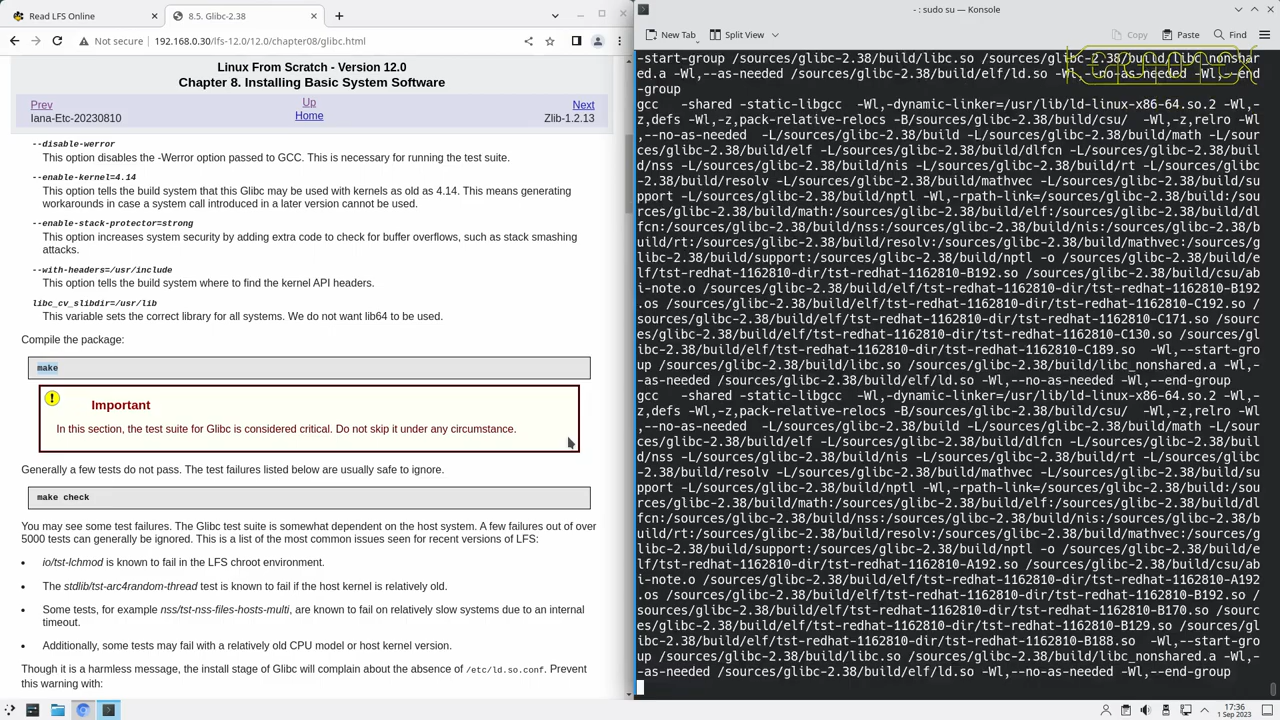 Read LFS Online
8.5. Glibc-2.38
Not secure
192.168.0.30/lfs-12.0/12.0/chapter08/glibc.html
Linux From Scratch - Version 12.0
Chapter 8. Installing Basic System Software
Prev
Up
Next
Iana-Etc-20230810
Home
Zlib-1.2.13
--disable-werror
This option disables the -Werror option passed to GCC. This is necessary for running the test suite.
--enable-kernel=4.14
This option tells the build system that this Glibc may be used with kernels as old as 4.14. This means generating
workarounds in case a system call introduced in a later version cannot be used.
--enable-stack-protector=strong
This option increases system security by adding extra code to check for buffer overflows, such as stack smashing
attacks.
--with-headers=/usr/include
This option tells the build system where to find the kernel API headers.
libc_cv_slibdir=/usr/lib
This variable sets the correct library for all systems. We do not want lib64 to be used.
Compile the package:
make
Important
In this section, the test suite for Glibc is considered critical. Do not skip it under any circumstance.
Generally a few tests do not pass. The test failures listed below are usually safe to ignore.
make check
You may see some test failures. The Glibc test suite is somewhat dependent on the host system. A few failures out of over
5000 tests can generally be ignored. This is a list of the most common issues seen for recent versions of LFS:
• io/tst-lchmod is known to fail in the LFS chroot environment.
• The stdlib/tst-arc4random-thread test is known to fail if the host kernel is relatively old.
• Some tests, for example nss/tst-nss-files-hosts-multi, are known to fail on relatively slow systems due to an internal
timeout.
• Additionally, some tests may fail with a relatively old CPU model or host kernel version.
Though it is a harmless message, the install stage of Glibc will complain about the absence of /etc/ld.so.conf. Prevent
this warning with:
- : sudo su — Konsole
New Tab
Split View
Copy
Paste
Find
-start-group /sources/glibc-2.38/build/libc.so /sources/glibc-2.38/build/libc_nonshar
ed.a -Wl,--as-needed /sources/glibc-2.38/build/elf/ld.so -Wl,--no-as-needed -Wl,--end
-group
gcc   -shared -static-libgcc  -Wl,-dynamic-linker=/usr/lib/ld-linux-x86-64.so.2 -Wl,-
z,defs -Wl,-z,pack-relative-relocs -B/sources/glibc-2.38/build/csu/  -Wl,-z,relro -Wl
,--no-as-needed  -L/sources/glibc-2.38/build -L/sources/glibc-2.38/build/math -L/sour
ces/glibc-2.38/build/elf -L/sources/glibc-2.38/build/dlfcn -L/sources/glibc-2.38/buil
d/nss -L/sources/glibc-2.38/build/nis -L/sources/glibc-2.38/build/rt -L/sources/glibc
-2.38/build/resolv -L/sources/glibc-2.38/build/mathvec -L/sources/glibc-2.38/build/su
pport -L/sources/glibc-2.38/build/nptl -Wl,-rpath-link=/sources/glibc-2.38/build:/sou
rces/glibc-2.38/build/math:/sources/glibc-2.38/build/elf:/sources/glibc-2.38/build/dl
fcn:/sources/glibc-2.38/build/nss:/sources/glibc-2.38/build/nis:/sources/glibc-2.38/b
uild/rt:/sources/glibc-2.38/build/resolv:/sources/glibc-2.38/build/mathvec:/sources/g
libc-2.38/build/support:/sources/glibc-2.38/build/nptl -o /sources/glibc-2.38/build/e
lf/tst-redhat-1162810-dir/tst-redhat-1162810-B192.so /sources/glibc-2.38/build/csu/ab
i-note.o /sources/glibc-2.38/build/elf/tst-redhat-1162810-dir/tst-redhat-1162810-B192
.os /sources/glibc-2.38/build/elf/tst-redhat-1162810-dir/tst-redhat-1162810-C192.so /
sources/glibc-2.38/build/elf/tst-redhat-1162810-dir/tst-redhat-1162810-C171.so /sourc
es/glibc-2.38/build/elf/tst-redhat-1162810-dir/tst-redhat-1162810-C130.so /sources/gl
ibc-2.38/build/elf/tst-redhat-1162810-dir/tst-redhat-1162810-C189.so  -Wl,--start-gro
up /sources/glibc-2.38/build/libc.so /sources/glibc-2.38/build/libc_nonshared.a -Wl,-
-as-needed /sources/glibc-2.38/build/elf/ld.so -Wl,--no-as-needed -Wl,--end-group
gcc   -shared -static-libgcc  -Wl,-dynamic-linker=/usr/lib/ld-linux-x86-64.so.2 -Wl,-
z,defs -Wl,-z,pack-relative-relocs -B/sources/glibc-2.38/build/csu/  -Wl,-z,relro -Wl
,--no-as-needed  -L/sources/glibc-2.38/build -L/sources/glibc-2.38/build/math -L/sour
ces/glibc-2.38/build/elf -L/sources/glibc-2.38/build/dlfcn -L/sources/glibc-2.38/buil
d/nss -L/sources/glibc-2.38/build/nis -L/sources/glibc-2.38/build/rt -L/sources/glibc
-2.38/build/resolv -L/sources/glibc-2.38/build/mathvec -L/sources/glibc-2.38/build/su
pport -L/sources/glibc-2.38/build/nptl -Wl,-rpath-link=/sources/glibc-2.38/build:/sou
rces/glibc-2.38/build/math:/sources/glibc-2.38/build/elf:/sources/glibc-2.38/build/dl
fcn:/sources/glibc-2.38/build/nss:/sources/glibc-2.38/build/nis:/sources/glibc-2.38/b
uild/rt:/sources/glibc-2.38/build/resolv:/sources/glibc-2.38/build/mathvec:/sources/g
libc-2.38/build/support:/sources/glibc-2.38/build/nptl -o /sources/glibc-2.38/build/e
lf/tst-redhat-1162810-dir/tst-redhat-1162810-A192.so /sources/glibc-2.38/build/csu/ab
i-note.o /sources/glibc-2.38/build/elf/tst-redhat-1162810-dir/tst-redhat-1162810-A192
.os /sources/glibc-2.38/build/elf/tst-redhat-1162810-dir/tst-redhat-1162810-B192.so /
sources/glibc-2.38/build/elf/tst-redhat-1162810-dir/tst-redhat-1162810-B170.so /sourc
es/glibc-2.38/build/elf/tst-redhat-1162810-dir/tst-redhat-1162810-B129.so /sources/gl
ibc-2.38/build/elf/tst-redhat-1162810-dir/tst-redhat-1162810-B188.so  -Wl,--start-gro
up /sources/glibc-2.38/build/libc.so /sources/glibc-2.38/build/libc_nonshared.a -Wl,-
-as-needed /sources/glibc-2.38/build/elf/ld.so -Wl,--no-as-needed -Wl,--end-group
17:36
1 Sep 2023